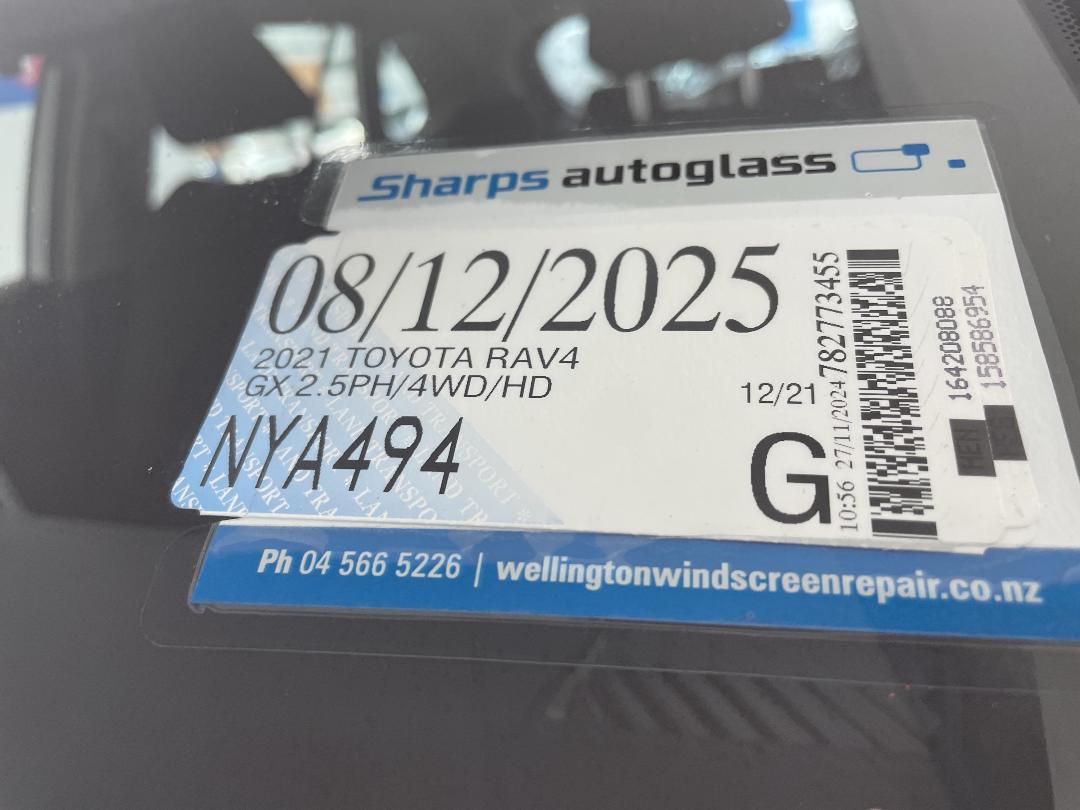 Sharps autoglass
08/12/2025
2021 TOYOTA RAV4
GX 2.5PH/4WD/HD
12/21
NYA494
G
10:56 27/11/2024 782773455
164208088
158586954
Ph 04 566 5226 | wellingtonwindscreenrepair.co.nz